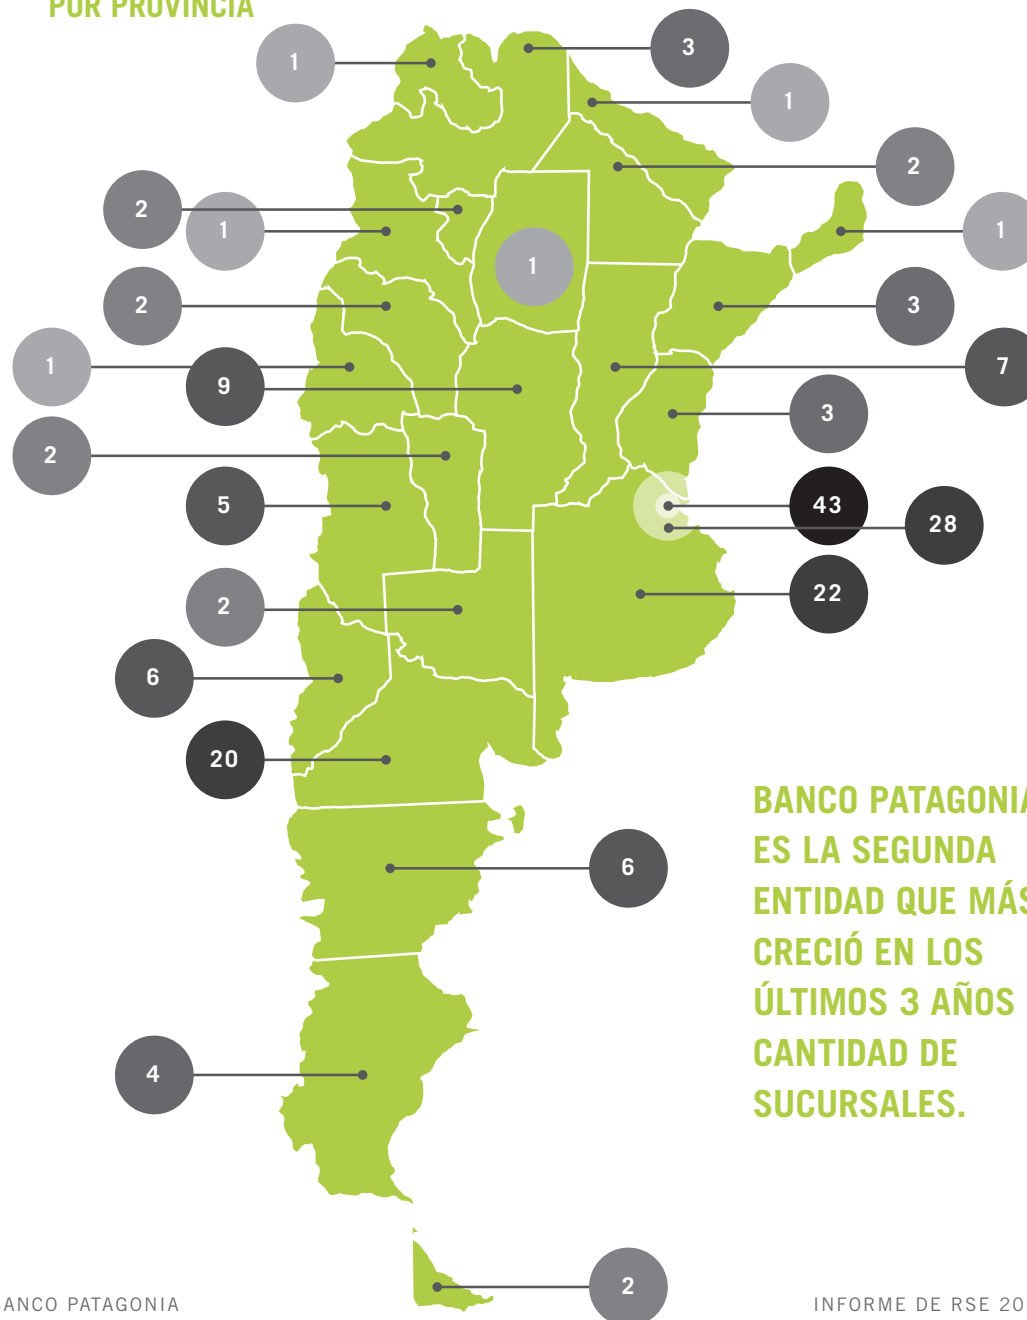 POR PROVINCIA
1
3
1
2
2
1
1
1
2
3
1
9
7
2
3
5
43
28
2
22
6
20
BANCO PATAGONIA
ES LA SEGUNDA
ENTIDAD QUE MÁS
CRECIÓ EN LOS
ÚLTIMOS 3 AÑOS
CANTIDAD DE
SUCURSALES.
6
4
2
BANCO PATAGONIA
INFORME DE RSE 20